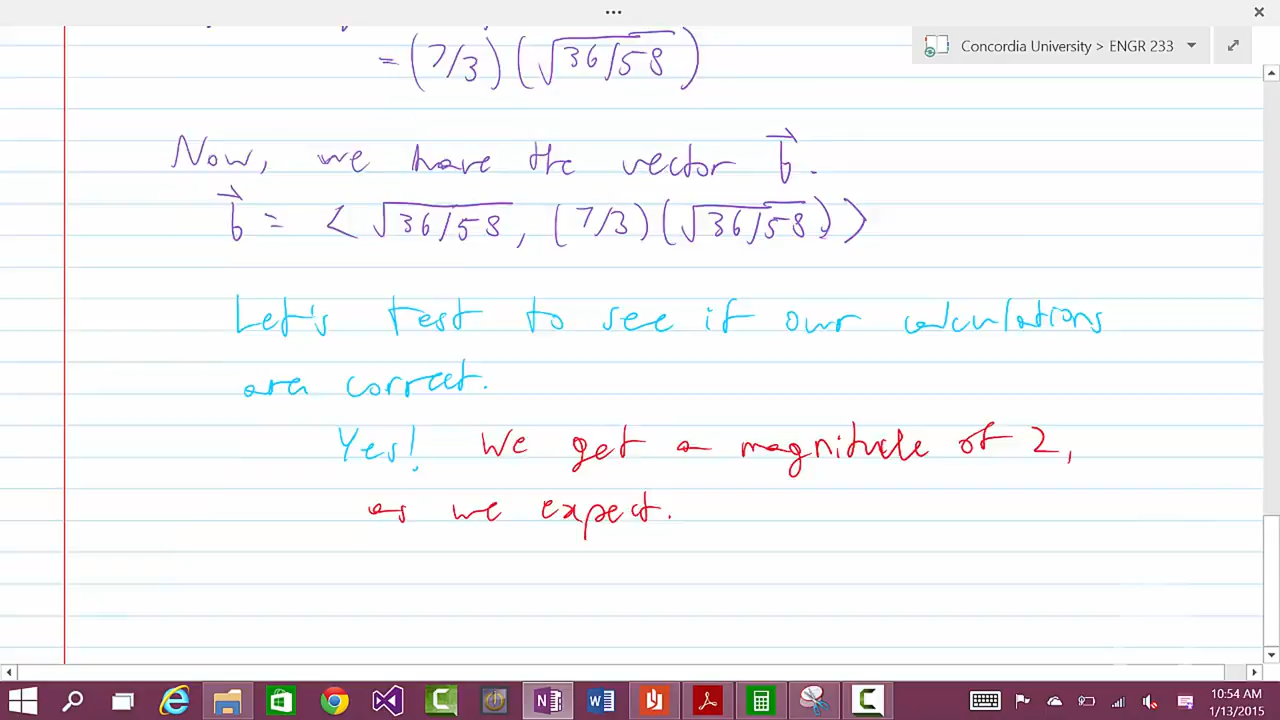 Concordia University > ENGR 233
= (7/3) (√36/58)
Now, we have the vector b⃗.
b⃗ = < √36/58, (7/3)(√36/58) >
Let's test to see if our calculations
are correct.
Yes! We get a magnitude of 2,
as we expect.
10:54 AM
1/13/2015